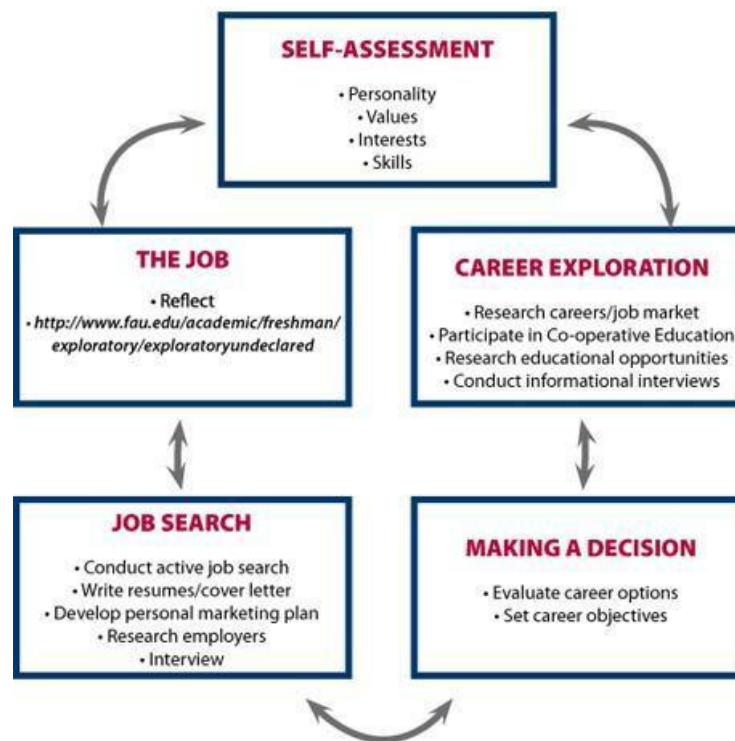 SELF-ASSESSMENT
• Personality
• Values
• Interests
• Skills
THE JOB
• Reflect
• http://www.fau.edu/academic/freshman/
exploratory/exploratoryundeclared
CAREER EXPLORATION
• Research careers/job market
• Participate in Co-operative Education
• Research educational opportunities
• Conduct informational interviews
JOB SEARCH
• Conduct active job search
• Write resumes/cover letter
• Develop personal marketing plan
• Research employers
• Interview
MAKING A DECISION
• Evaluate career options
• Set career objectives